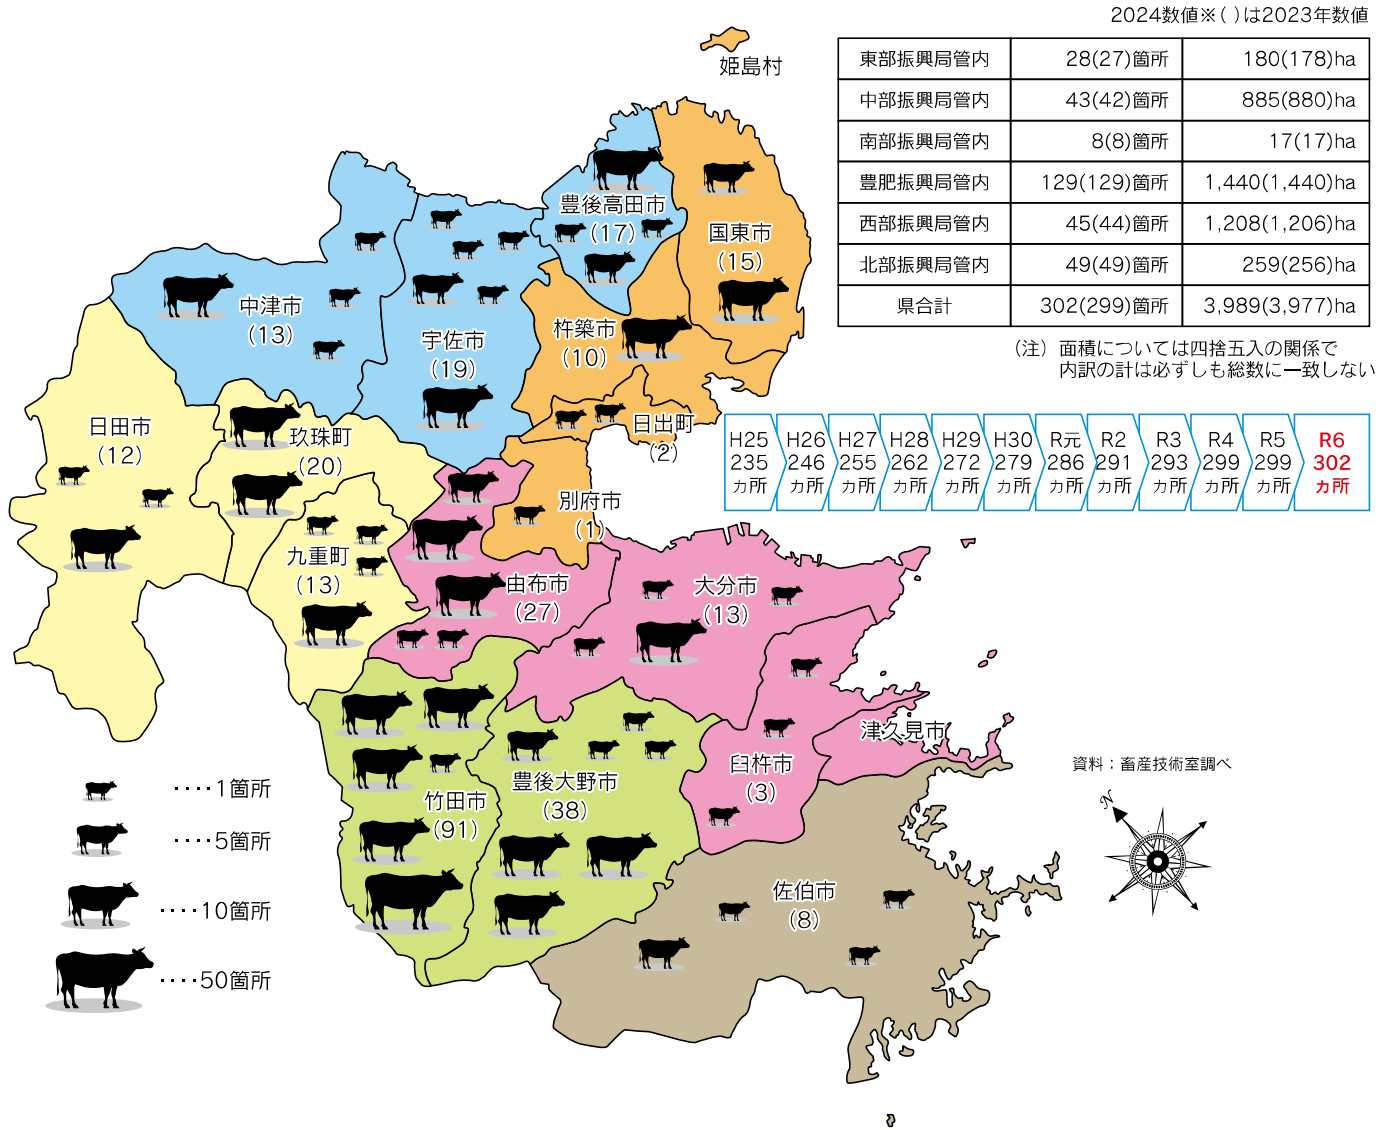 2024数値※( )は2023年数値
東部振興局管内 28(27)箇所 180(178)ha
中部振興局管内 43(42)箇所 885(880)ha
南部振興局管内 8(8)箇所 17(17)ha
豊肥振興局管内 129(129)箇所 1,440(1,440)ha
西部振興局管内 45(44)箇所 1,208(1,206)ha
北部振興局管内 49(49)箇所 259(256)ha
県合計 302(299)箇所 3,989(3,977)ha
(注) 面積については四捨五入の関係で
内訳の計は必ずしも総数に一致しない
H25 235 ヵ所
H26 246 ヵ所
H27 255 ヵ所
H28 262 ヵ所
H29 272 ヵ所
H30 279 ヵ所
R元 286 ヵ所
R2 291 ヵ所
R3 293 ヵ所
R4 299 ヵ所
R5 299 ヵ所
R6 302 ヵ所
姫島村
豊後高田市
(17)
国東市
(15)
中津市
(13)
宇佐市
(19)
杵築市
(10)
日出町
(2)
日田市
(12)
玖珠町
(20)
別府市
(1)
九重町
(13)
由布市
(27)
大分市
(13)
津久見市
臼杵市
(3)
竹田市
(91)
豊後大野市
(38)
佐伯市
(8)
‥‥1箇所
‥‥5箇所
‥‥10箇所
‥‥50箇所
資料：畜産技術室調べ
N